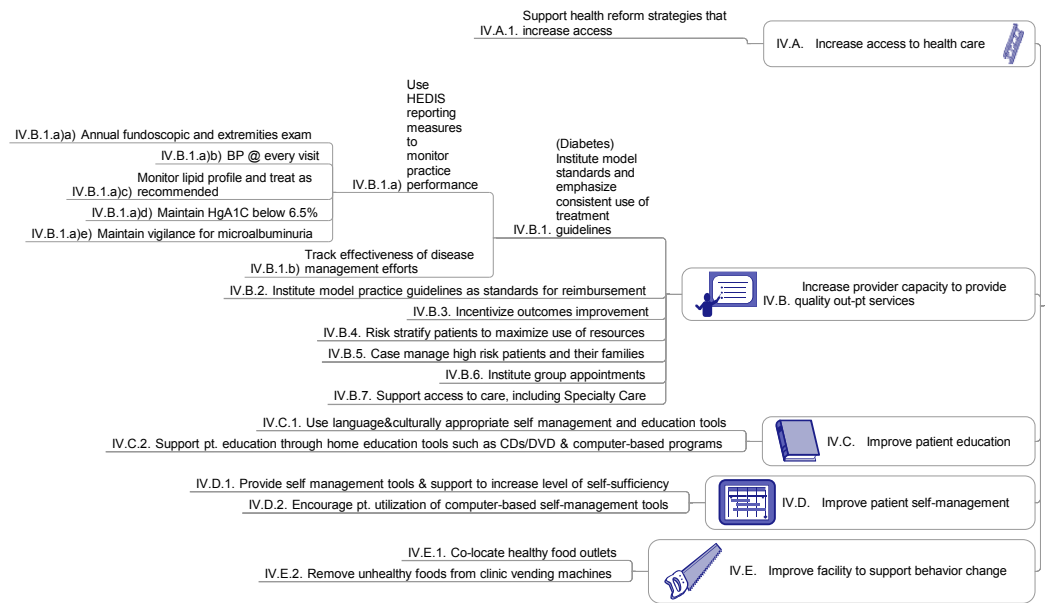 Support health reform strategies that
IV.A.1. increase access
IV.A. Increase access to health care
Use
HEDIS
reporting
measures
to
monitor
practice
IV.B.1.a) performance
IV.B.1.a)a) Annual fundoscopic and extremities exam
IV.B.1.a)b) BP @ every visit
Monitor lipid profile and treat as
IV.B.1.a)c) recommended
IV.B.1.a)d) Maintain HgA1C below 6.5%
IV.B.1.a)e) Maintain vigilance for microalbuminuria
(Diabetes)
Institute model
standards and
emphasize
consistent use of
treatment
IV.B.1. guidelines
Track effectiveness of disease
IV.B.1.b) management efforts
IV.B.2. Institute model practice guidelines as standards for reimbursement
IV.B.3. Incentivize outcomes improvement
IV.B.4. Risk stratify patients to maximize use of resources
IV.B.5. Case manage high risk patients and their families
IV.B.6. Institute group appointments
IV.B.7. Support access to care, including Specialty Care
Increase provider capacity to provide
IV.B. quality out-pt services
IV.C.1. Use language&culturally appropriate self management and education tools
IV.C.2. Support pt. education through home education tools such as CDs/DVD & computer-based programs
IV.C. Improve patient education
IV.D.1. Provide self management tools & support to increase level of self-sufficiency
IV.D.2. Encourage pt. utilization of computer-based self-management tools
IV.D. Improve patient self-management
IV.E.1. Co-locate healthy food outlets
IV.E.2. Remove unhealthy foods from clinic vending machines
IV.E. Improve facility to support behavior change